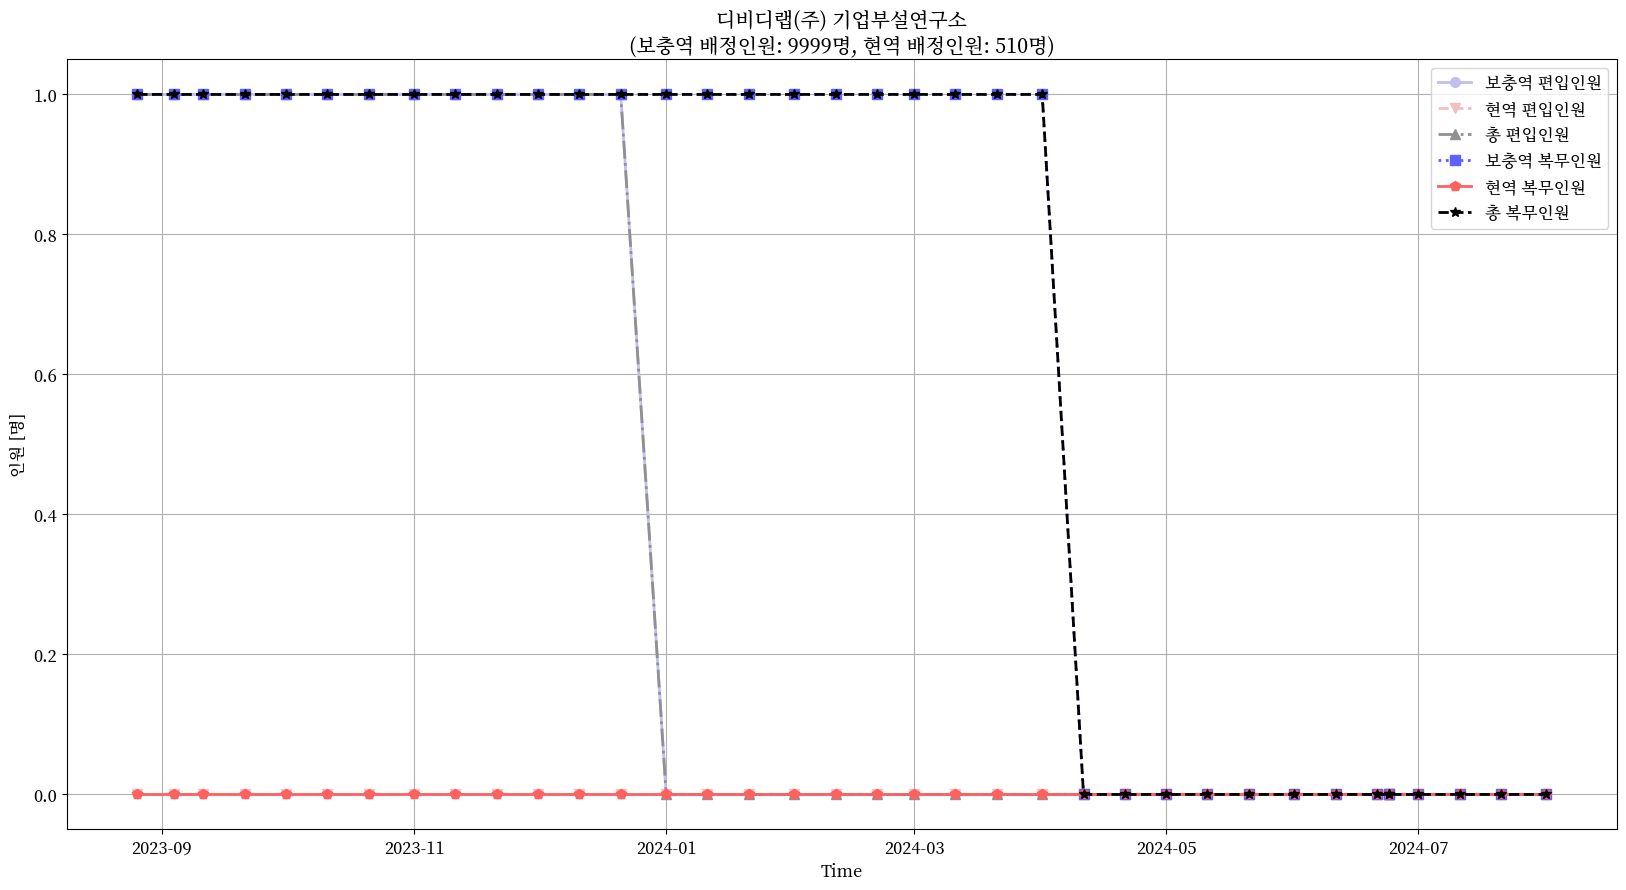 디비디랩(주) 기업부설연구소
(보충역 배정인원: 9999명, 현역 배정인원: 510명)
보충역 편입인원
현역 편입인원
총 편입인원
보충역 복무인원
현역 복무인원
총 복무인원
인원 [명]
1.0
0.8
0.6
0.4
0.2
0.0
2023-09
2023-11
2024-01
2024-03
2024-05
2024-07
Time